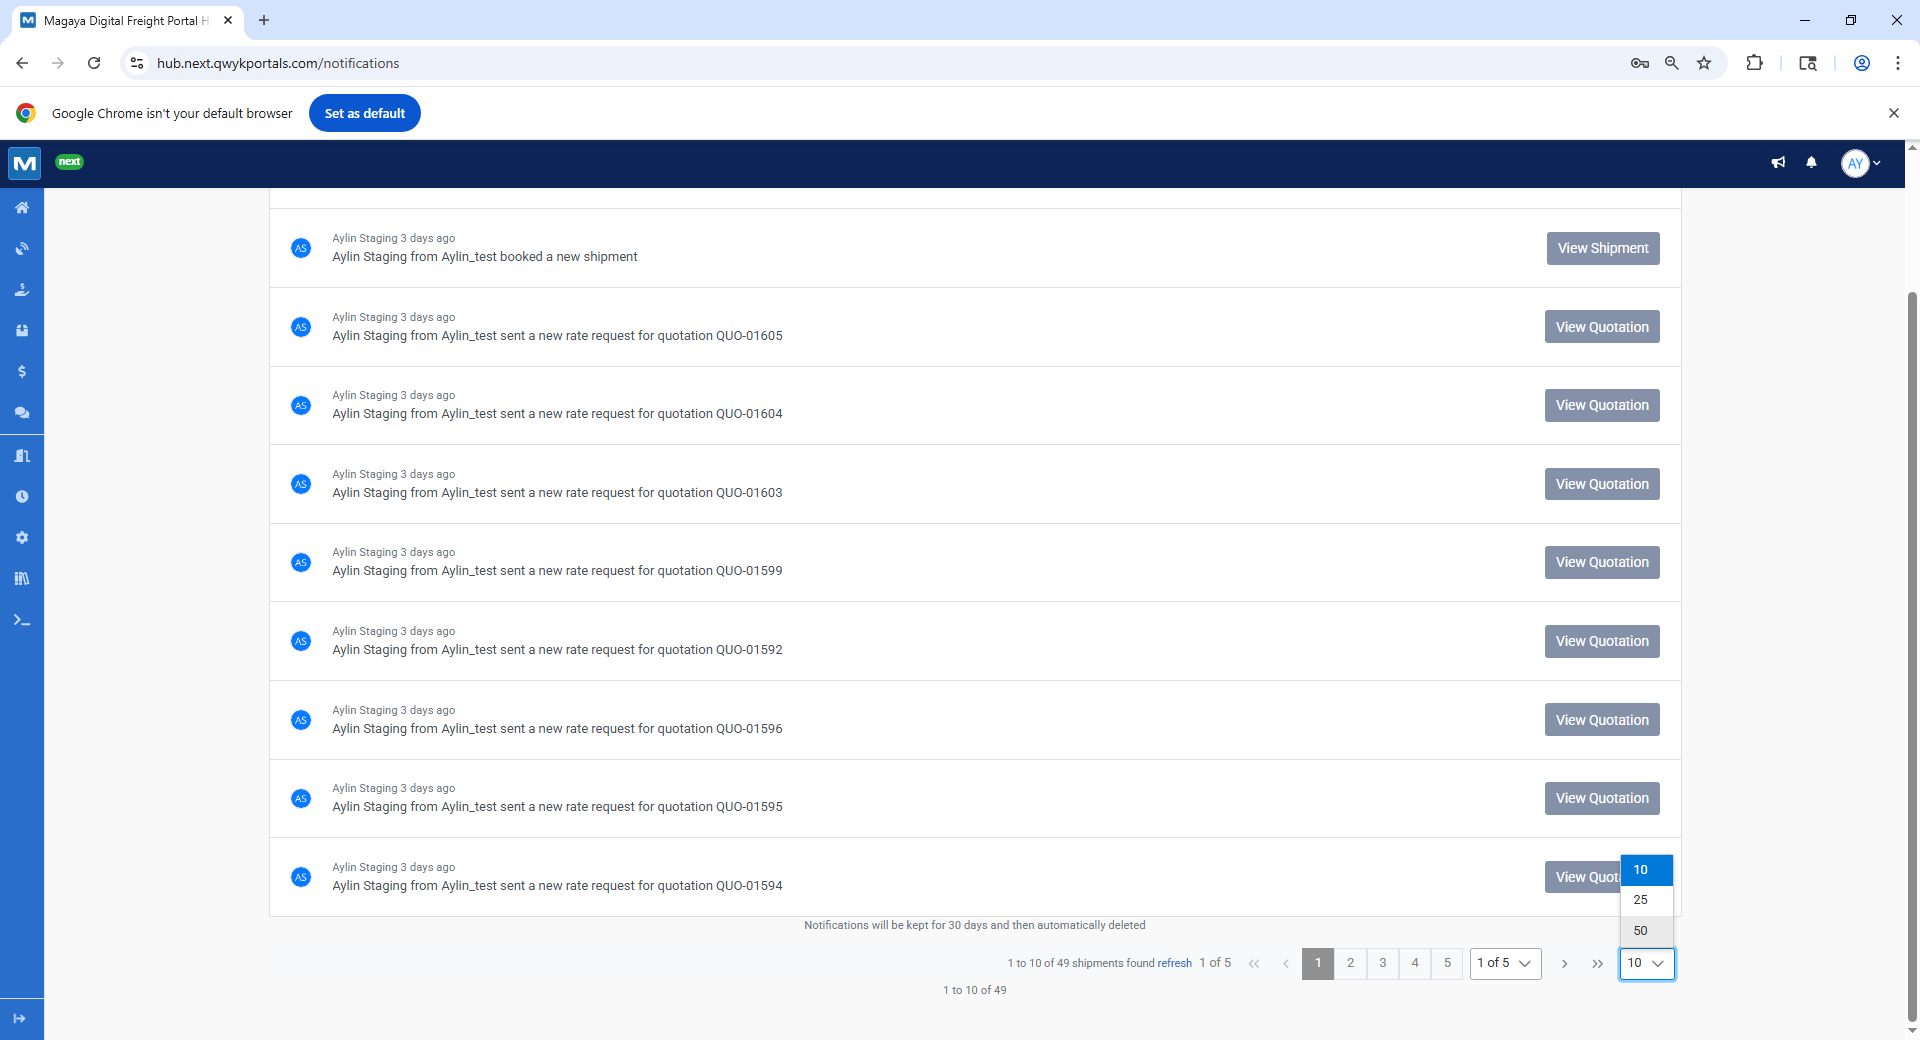 Magaya Digital Freight Portal H
hub.next.qwykportals.com/notifications
Google Chrome isn't your default browser
Set as default
M next
AY
AS
Aylin Staging 3 days ago
Aylin Staging from Aylin_test booked a new shipment
View Shipment
AS
Aylin Staging 3 days ago
Aylin Staging from Aylin_test sent a new rate request for quotation QUO-01605
View Quotation
AS
Aylin Staging 3 days ago
Aylin Staging from Aylin_test sent a new rate request for quotation QUO-01604
View Quotation
AS
Aylin Staging 3 days ago
Aylin Staging from Aylin_test sent a new rate request for quotation QUO-01603
View Quotation
AS
Aylin Staging 3 days ago
Aylin Staging from Aylin_test sent a new rate request for quotation QUO-01599
View Quotation
AS
Aylin Staging 3 days ago
Aylin Staging from Aylin_test sent a new rate request for quotation QUO-01592
View Quotation
AS
Aylin Staging 3 days ago
Aylin Staging from Aylin_test sent a new rate request for quotation QUO-01596
View Quotation
AS
Aylin Staging 3 days ago
Aylin Staging from Aylin_test sent a new rate request for quotation QUO-01595
View Quotation
AS
Aylin Staging 3 days ago
Aylin Staging from Aylin_test sent a new rate request for quotation QUO-01594
View Quota
10
25
50
Notifications will be kept for 30 days and then automatically deleted
1 to 10 of 49 shipments found refresh 1 of 5 1 2 3 4 5 1 of 5 10
1 to 10 of 49